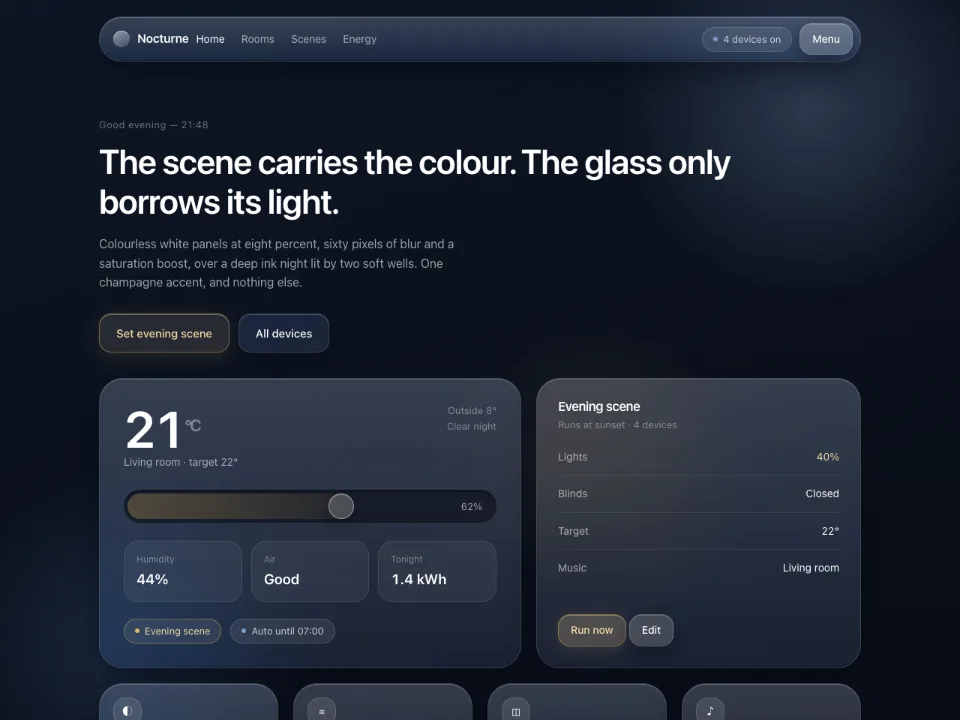 Nocturne Home Rooms Scenes Energy 4 devices on Menu
Good evening — 21:48
The scene carries the colour. The glass only
borrows its light.
Colourless white panels at eight percent, sixty pixels of blur and a
saturation boost, over a deep ink night lit by two soft wells. One
champagne accent, and nothing else.
Set evening scene All devices
21°C
Outside 8°
Clear night
Living room · target 22°
62%
Humidity
44%
Air
Good
Tonight
1.4 kWh
Evening scene
Auto until 07:00
Evening scene
Runs at sunset · 4 devices
Lights 40%
Blinds Closed
Target 22°
Music Living room
Run now Edit